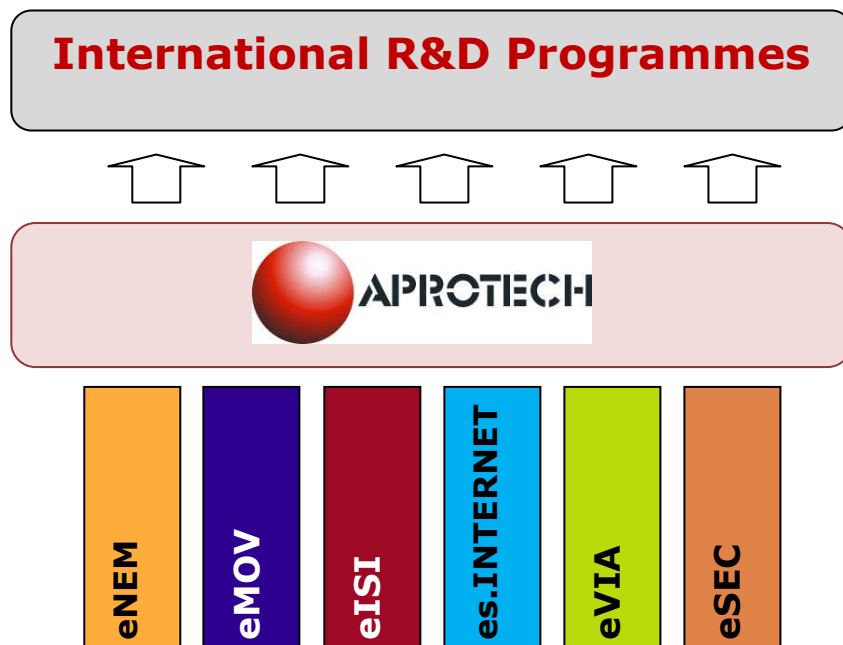 International R&D Programmes
APROTECH
eNEM
eMOV
eISI
es.INTERNET
eVIA
eSEC